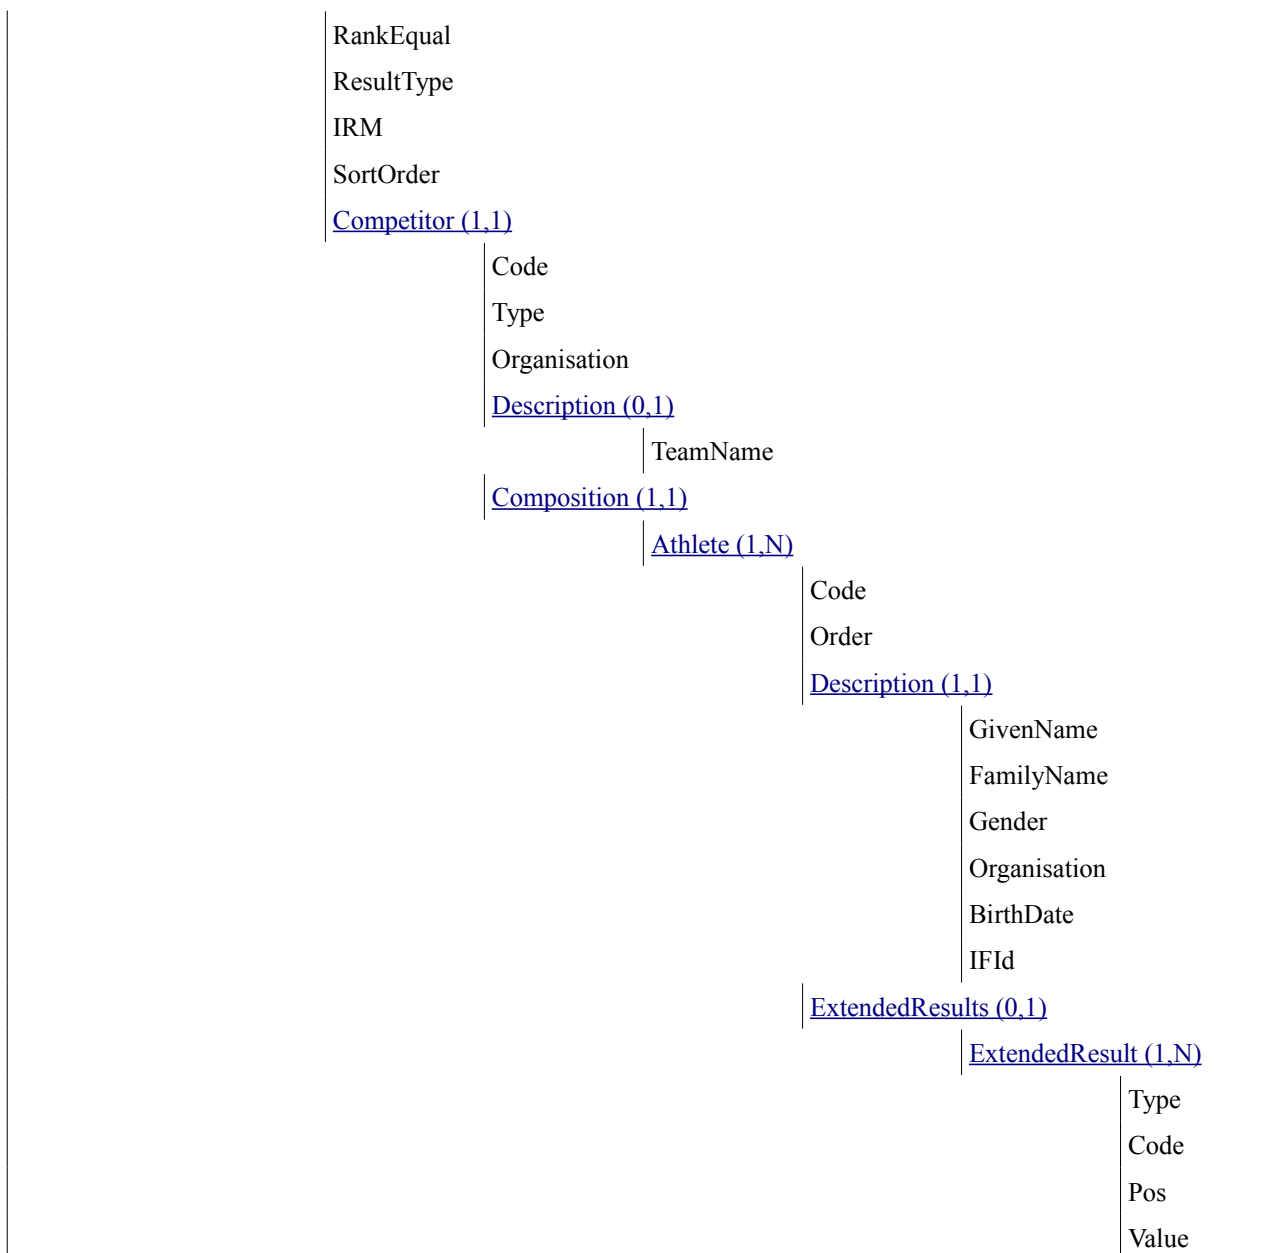 RankEqual
ResultType
IRM
SortOrder
Competitor (1,1)
Code
Type
Organisation
Description (0,1)
TeamName
Composition (1,1)
Athlete (1,N)
Code
Order
Description (1,1)
GivenName
FamilyName
Gender
Organisation
BirthDate
IFId
ExtendedResults (0,1)
ExtendedResult (1,N)
Type
Code
Pos
Value